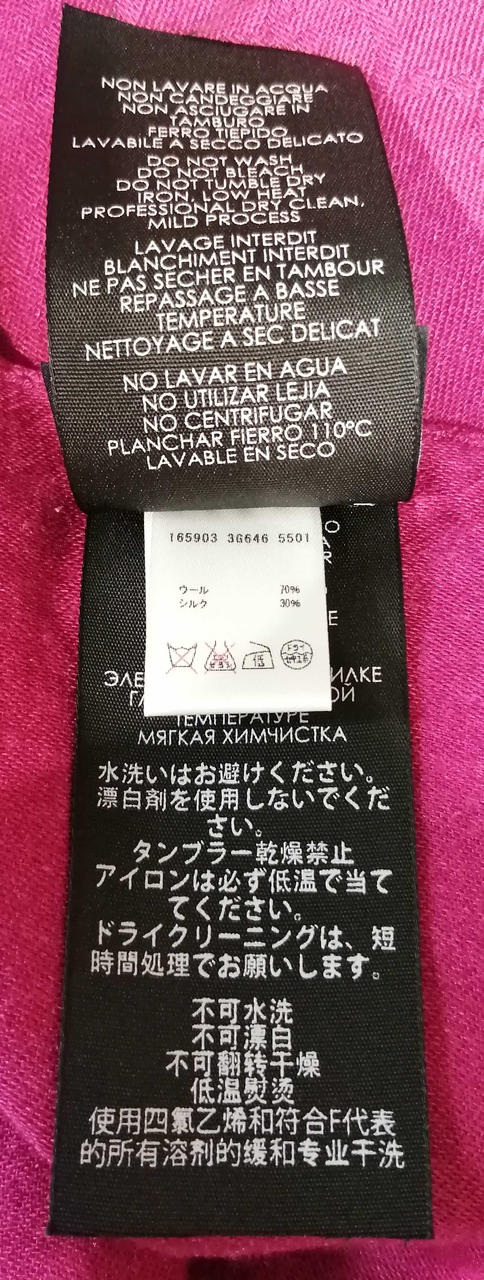 NON LAVARE IN ACQUA
NON CANDEGGIARE
NON ASCIUGARE IN
TAMBURO
FERRO TIEPIDO
LAVABILE A SECCO DELICATO
DO NOT WASH
DO NOT BLEACH
DO NOT TUMBLE DRY
IRON, LOW HEAT
PROFESSIONAL DRY CLEAN,
MILD PROCESS
LAVAGE INTERDIT
BLANCHIMENT INTERDIT
NE PAS SÉCHER EN TAMBOUR
REPASSAGE A BASSE
TEMPERATURE
NETTOYAGE A SEC DELICAT
NO LAVAR EN AGUA
NO UTILIZAR LEJIA
NO CENTRIFUGAR
PLANCHAR FIERRO 110°C
LAVABLE EN SECO
165903 3G646 5501
ウール 70%
シルク 30%
低
ドライ
セキユ系
ТЕМПЕРАТУРЕ
МЯГКАЯ ХИМЧИСТКА
水洗いはお避けください。
漂白剤を使用しないでくだ
さい。
タンブラー乾燥禁止
アイロンは必ず低温で当て
てください。
ドライクリーニングは、短
時間処理でお願いします。
不可水洗
不可漂白
不可翻转干燥
低温熨烫
使用四氯乙烯和符合F代表
的所有溶剂的缓和专业干洗